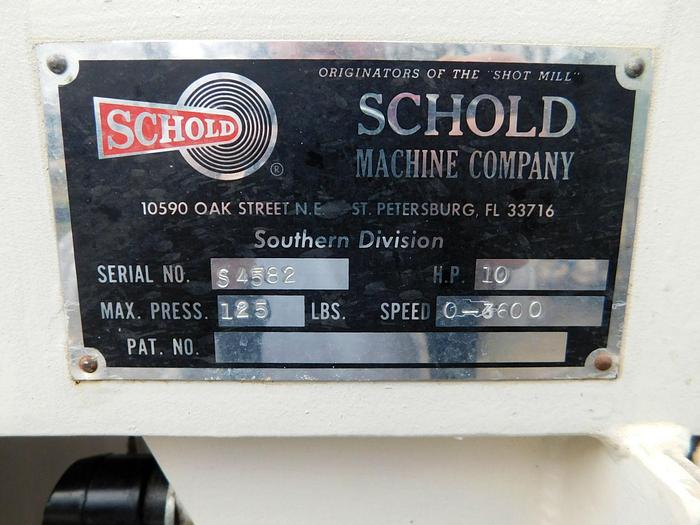 ORIGINATORS OF THE "SHOT MILL"
SCHOLD
SCHOLD
MACHINE COMPANY
®
10590 OAK STREET N.E. ST. PETERSBURG, FL 33716
Southern Division
SERIAL NO. S4582 H.P. 10
MAX. PRESS. 125 LBS. SPEED 0-3600
PAT. NO.